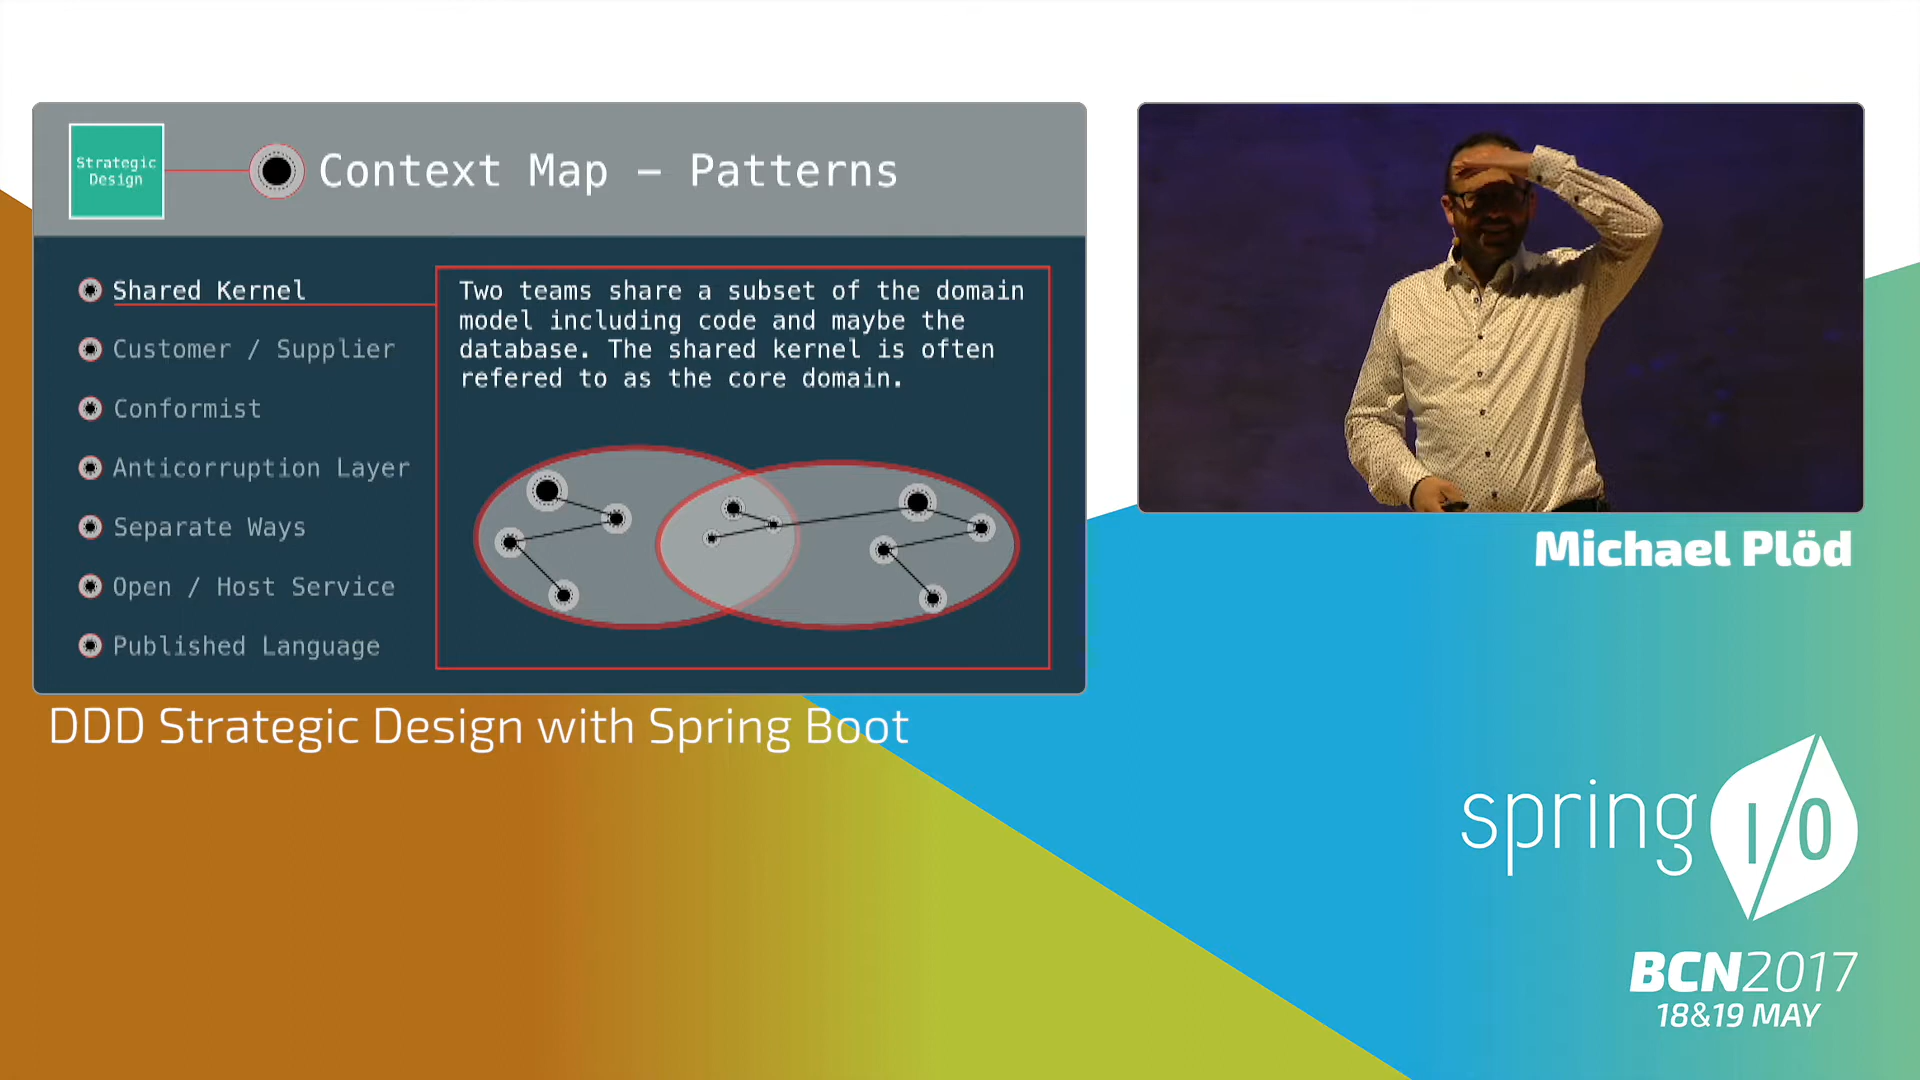 Strategic
Design
Context Map – Patterns
Shared Kernel
Customer / Supplier
Conformist
Anticorruption Layer
Separate Ways
Open / Host Service
Published Language
Two teams share a subset of the domain
model including code and maybe the
database. The shared kernel is often
refered to as the core domain.
Michael Plöd
DDD Strategic Design with Spring Boot
spring I/O
BCN2017
18&19 MAY